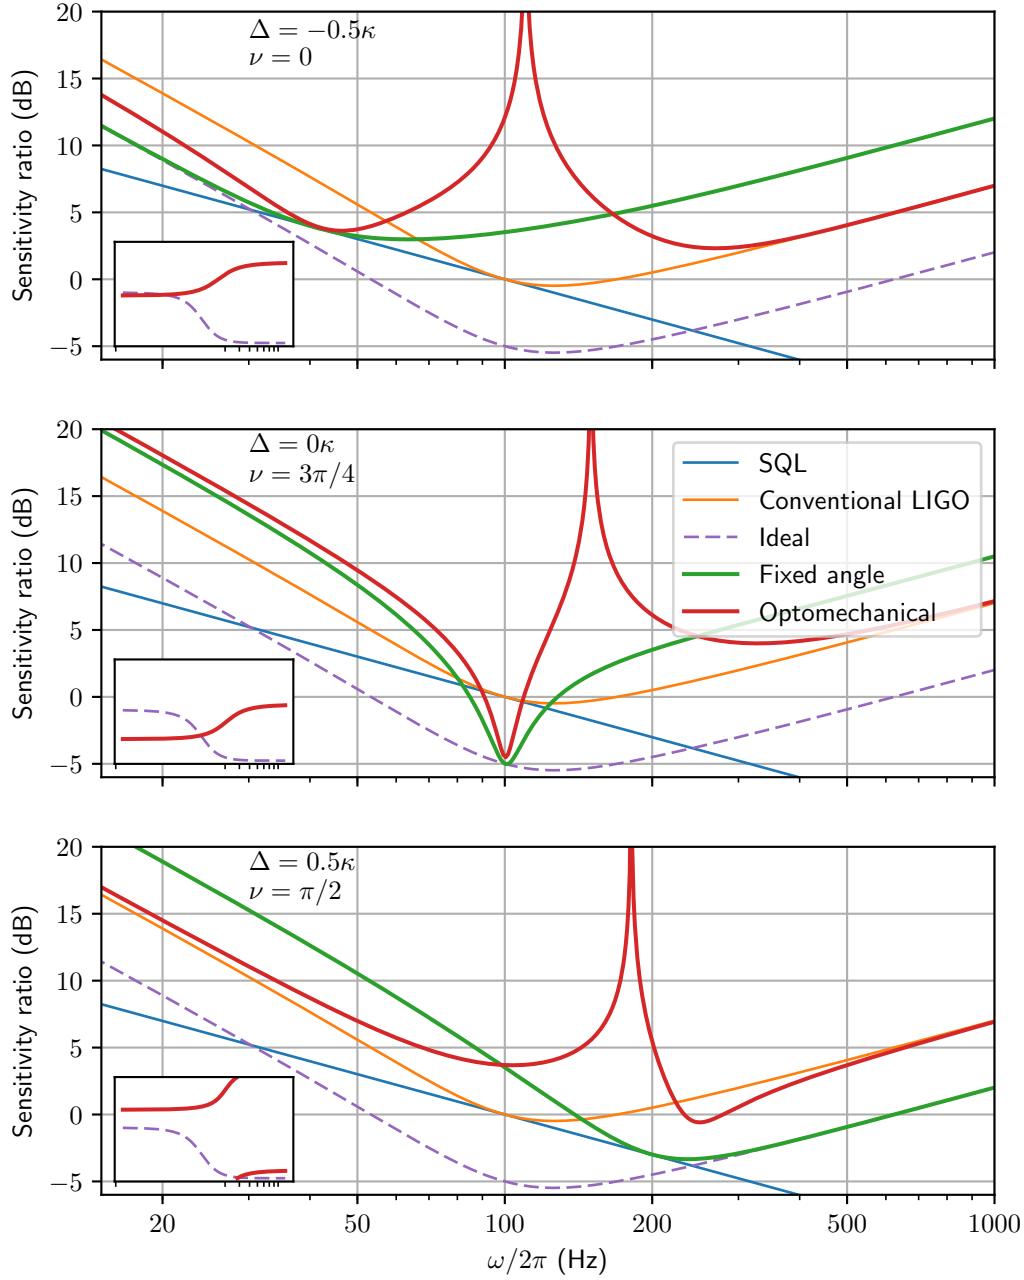 20
15
10
5
0
−5
Sensitivity ratio (dB)
Δ = −0.5κ
ν = 0
20
15
10
5
0
−5
Sensitivity ratio (dB)
Δ = 0κ
ν = 3π/4
SQL
Conventional LIGO
Ideal
Fixed angle
Optomechanical
20
15
10
5
0
−5
Sensitivity ratio (dB)
Δ = 0.5κ
ν = π/2
20 50 100 200 500 1000
ω/2π (Hz)